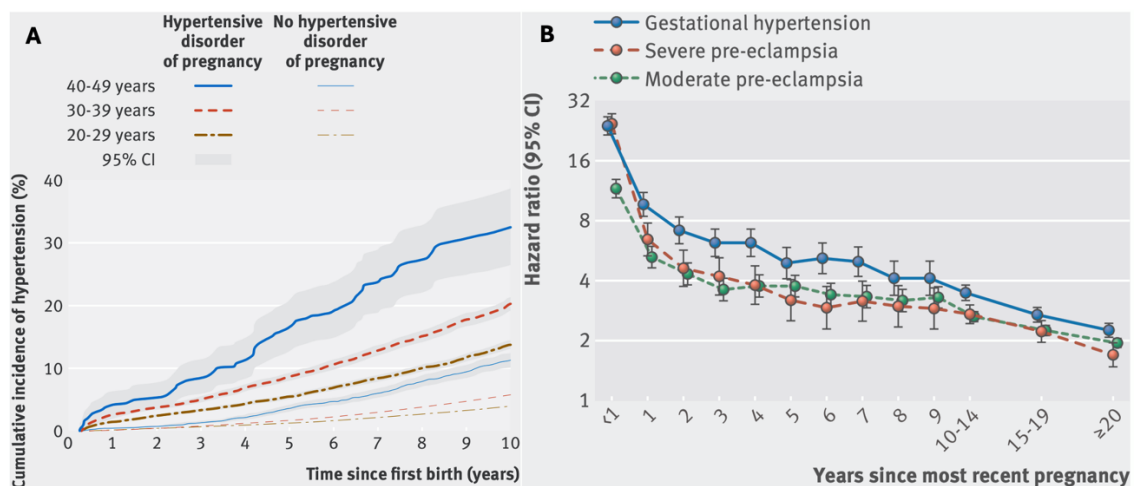 A
Hypertensive disorder of pregnancy
No hypertensive disorder of pregnancy
40-49 years
30-39 years
20-29 years
95% CI
Cumulative incidence of hypertension (%)
40
30
20
10
0
0 1 2 3 4 5 6 7 8 9 10
Time since first birth (years)
B
Gestational hypertension
Severe pre-eclampsia
Moderate pre-eclampsia
Hazard ratio (95% CI)
32
16
8
4
2
1
<1 1 2 3 4 5 6 7 8 9 10-14 15-19 ≥20
Years since most recent pregnancy